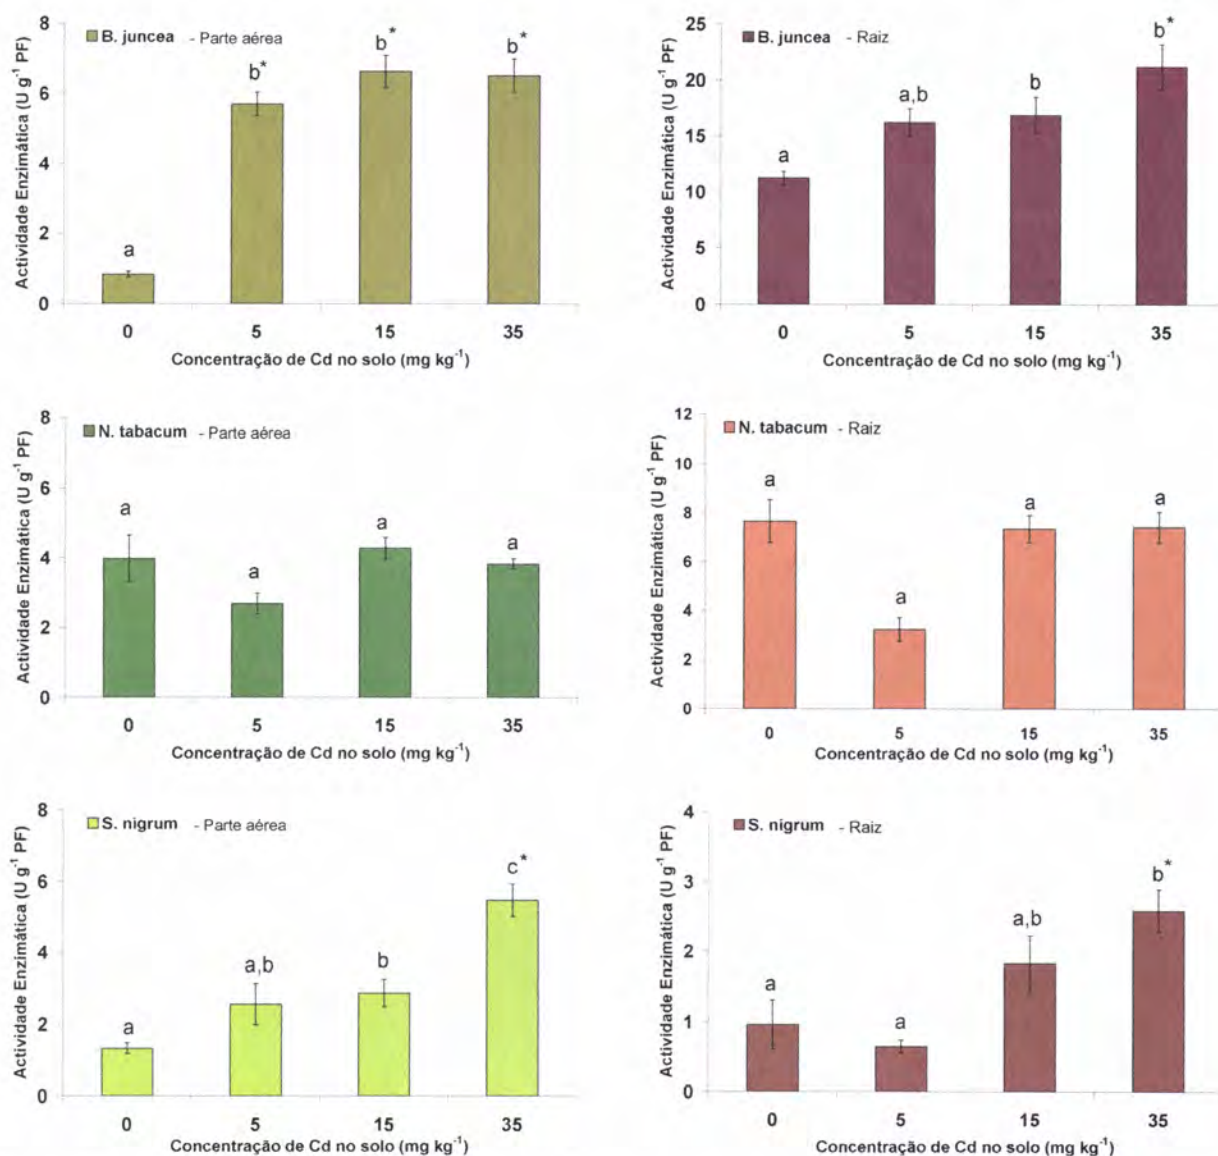 B. juncea - Parte aérea
Actividade Enzimática (U g⁻¹ PF)
8
6
4
2
0
a
b*
b*
b*
0 5 15 35
Concentração de Cd no solo (mg kg⁻¹)
B. juncea - Raiz
Actividade Enzimática (U g⁻¹ PF)
25
20
15
10
5
0
a
a,b
b
b*
0 5 15 35
Concentração de Cd no solo (mg kg⁻¹)
N. tabacum - Parte aérea
Actividade Enzimática (U g⁻¹ PF)
8
6
4
2
0
a
a
a
a
0 5 15 35
Concentração de Cd no solo (mg kg⁻¹)
N. tabacum - Raiz
Actividade Enzimática (U g⁻¹ PF)
12
10
8
6
4
2
0
a
a
a
a
0 5 15 35
Concentração de Cd no solo (mg kg⁻¹)
S. nigrum - Parte aérea
Actividade Enzimática (U g⁻¹ PF)
8
6
4
2
0
a
a,b
b
c*
0 5 15 35
Concentração de Cd no solo (mg kg⁻¹)
S. nigrum - Raiz
Actividade Enzimática (U g⁻¹ PF)
4
3
2
1
0
a
a
a,b
b*
0 5 15 35
Concentração de Cd no solo (mg kg⁻¹)